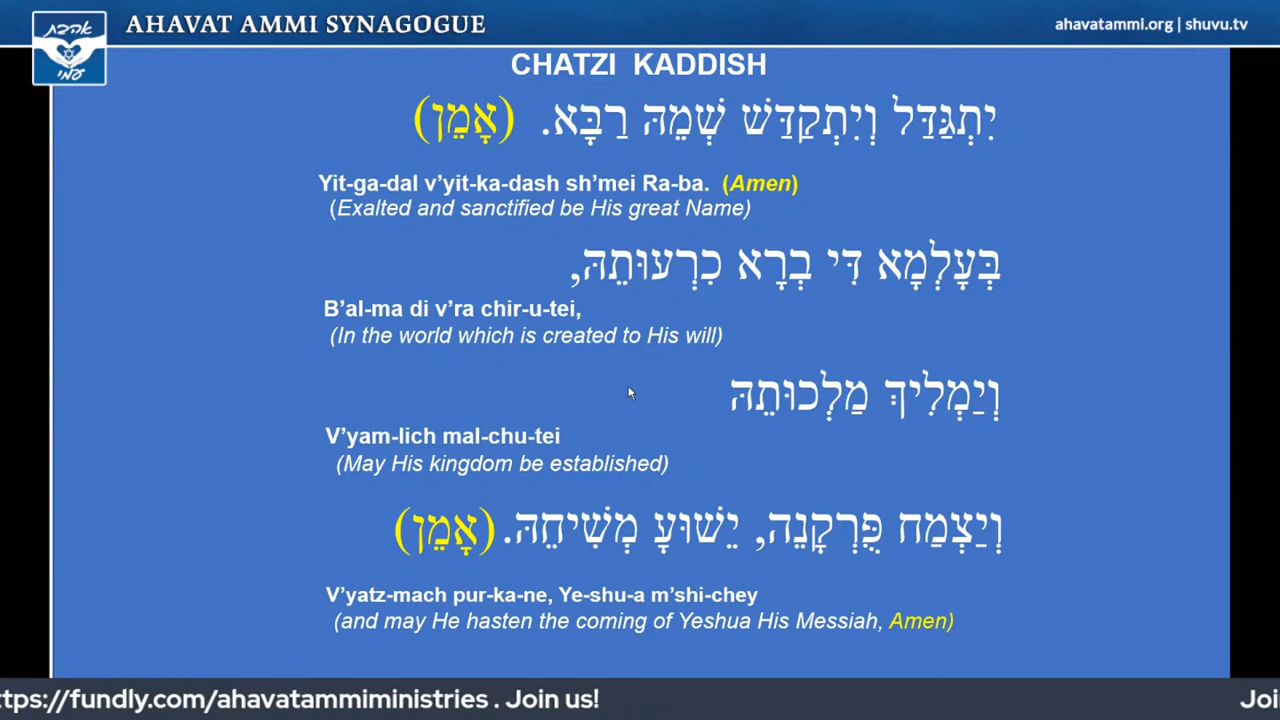 אהבת
עמי
AHAVAT AMMI SYNAGOGUE
ahavatammi.org | shuvu.tv
CHATZI KADDISH
יִתְגַּדַּל וְיִתְקַדַּשׁ שְׁמֵהּ רַבָּא. (אָמֵן)
Yit-ga-dal v’yit-ka-dash sh’mei Ra-ba. (Amen)
(Exalted and sanctified be His great Name)
בְּעָלְמָא דִּי בְרָא כִרְעוּתֵהּ,
B’al-ma di v’ra chir-u-tei,
(In the world which is created to His will)
וְיַמְלִיךְ מַלְכוּתֵהּ
V’yam-lich mal-chu-tei
(May His kingdom be established)
וְיַצְמַח פֻּרְקָנֵה, יֵשׁוּעָ מְשִׁיחֵהּ. (אָמֵן)
V’yatz-mach pur-ka-ne, Ye-shu-a m’shi-chey
(and may He hasten the coming of Yeshua His Messiah, Amen)
ttps://fundly.com/ahavatammiministries . Join us! Joi